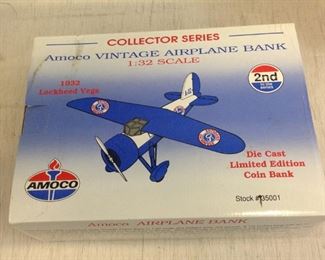 COLLECTOR SERIES
Amoco VINTAGE AIRPLANE BANK
1:32 SCALE
1932
Lockheed Vega
2nd
AMOCO
Die Cast
Limited Edition
Coin Bank
Stock #35001
Amoco AIRPLANE BANK